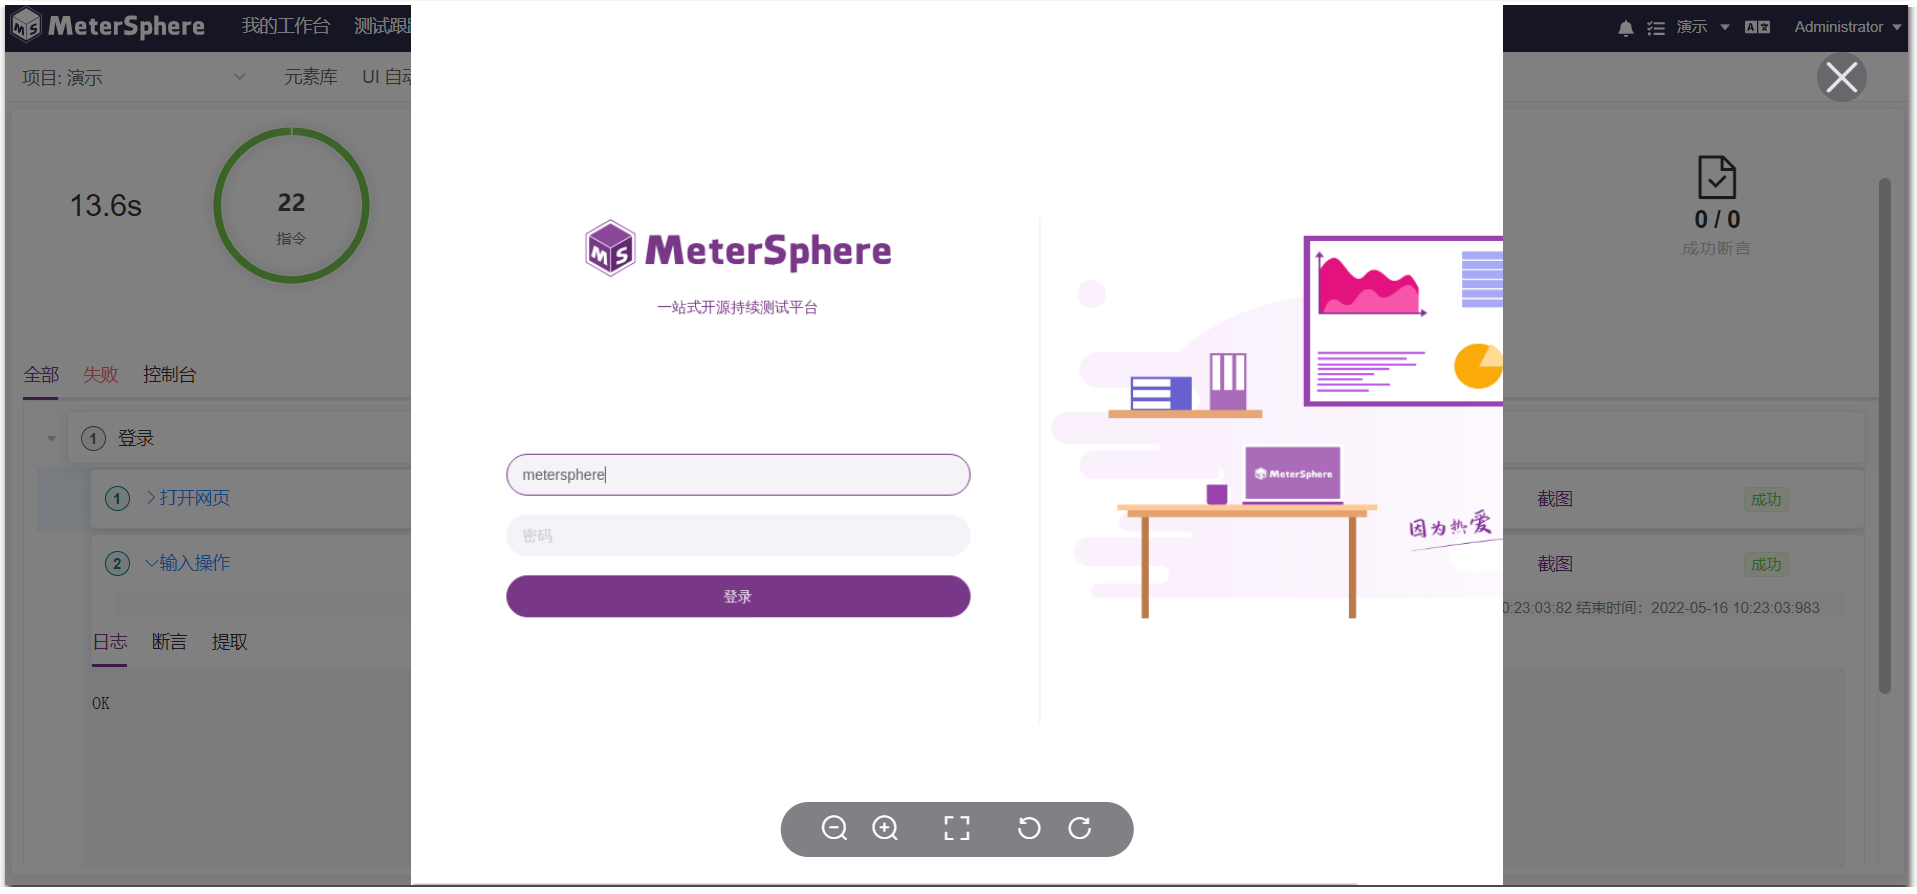 MeterSphere 我的工作台 测试跟 演示 Administrator
项目: 演示 元素库 UI 自动
13.6s
22
指令
0 / 0
成功断言
MeterSphere
一站式开源持续测试平台
全部 失败 控制台
1 登录
metersphere
MeterSphere
1 打开网页 截图 成功
密码
因为热爱
2 输入操作 截图 成功
登录
0:23:03:82 结束时间：2022-05-16 10:23:03:983
日志 断言 提取
OK